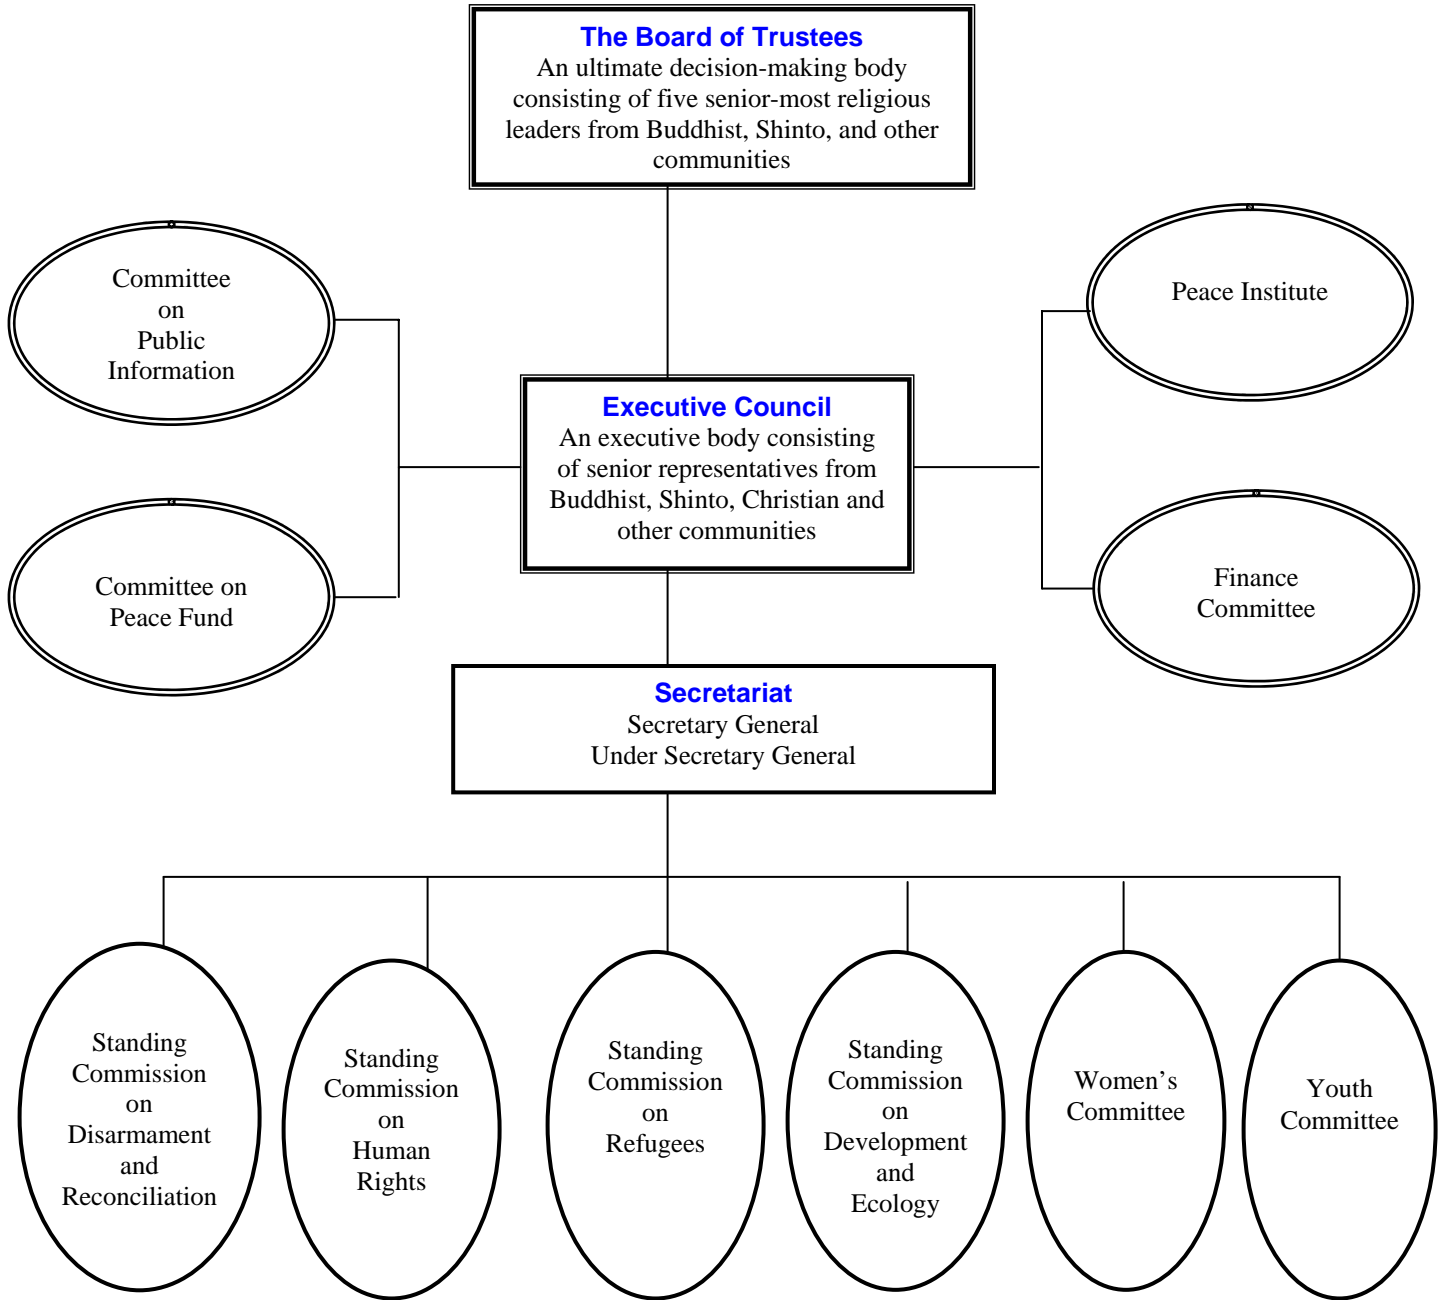 The Board of Trustees
An ultimate decision-making body
consisting of five senior-most religious
leaders from Buddhist, Shinto, and other
communities
Committee
on
Public
Information
Peace Institute
Executive Council
An executive body consisting
of senior representatives from
Buddhist, Shinto, Christian and
other communities
Committee on
Peace Fund
Finance
Committee
Secretariat
Secretary General
Under Secretary General
Standing
Commission
on
Disarmament
and
Reconciliation
Standing
Commission
on
Human
Rights
Standing
Commission
on
Refugees
Standing
Commission
on
Development
and
Ecology
Women’s
Committee
Youth
Committee